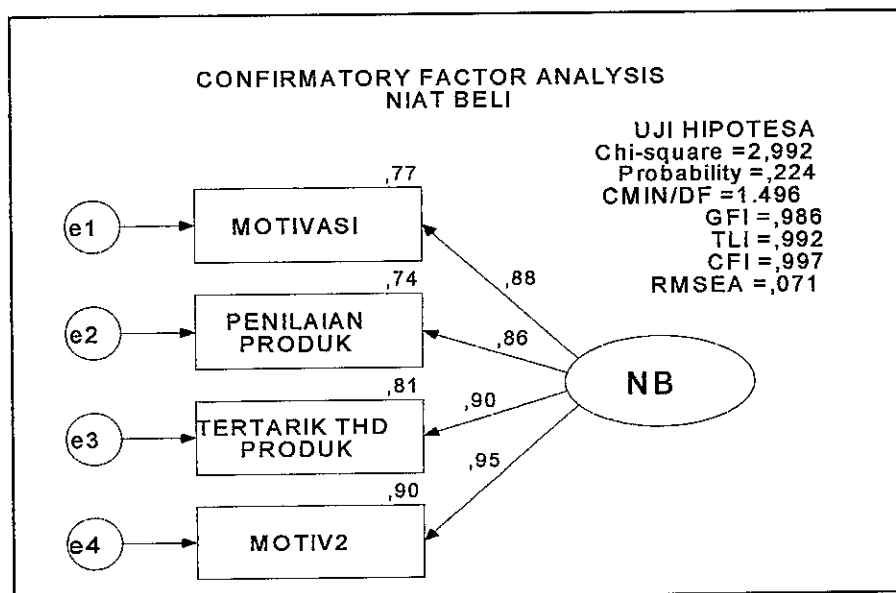 CONFIRMATORY FACTOR ANALYSIS
NIAT BELI
UJI HIPOTESA
Chi-square =2,992
Probability =,224
CMIN/DF =1.496
GFI =,986
TLI =,992
CFI =,997
RMSEA =,071
,77
e1
MOTIVASI
,88
,74
e2
PENILAIAN
PRODUK
,86
NB
,81
e3
TERTARIK THD
PRODUK
,90
,95
,90
e4
MOTIV2